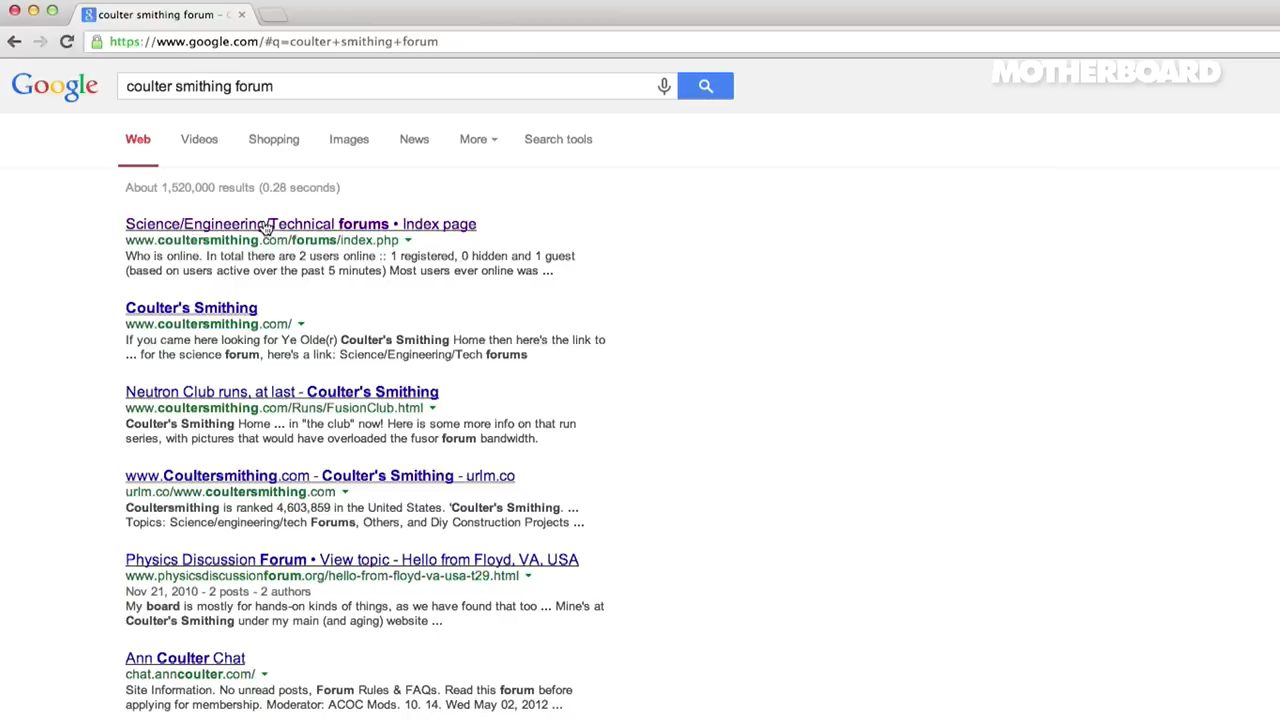 coulter smithing forum -
https://www.google.com/#q=coulter+smithing+forum
MOTHERBOARD
Google
coulter smithing forum
Web Videos Shopping Images News More Search tools
About 1,520,000 results (0.28 seconds)
Science/Engineering/Technical forums • Index page
www.coultersmithing.com/forums/index.php
Who is online. In total there are 2 users online :: 1 registered, 0 hidden and 1 guest
(based on users active over the past 5 minutes) Most users ever online was ...
Coulter's Smithing
www.coultersmithing.com/
If you came here looking for Ye Olde(r) Coulter's Smithing Home then here's the link to
... for the science forum, here's a link: Science/Engineering/Tech forums
Neutron Club runs, at last - Coulter's Smithing
www.coultersmithing.com/Runs/FusionClub.html
Coulter's Smithing Home ... in "the club" now! Here is some more info on that run
series, with pictures that would have overloaded the fusor forum bandwidth.
www.Coultersmithing.com - Coulter's Smithing - urlm.co
urlm.co/www.coultersmithing.com
Coultersmithing is ranked 4,603,859 in the United States. 'Coulter's Smithing. ...
Topics: Science/engineering/tech Forums, Others, and Diy Construction Projects ...
Physics Discussion Forum • View topic - Hello from Floyd, VA, USA
www.physicsdiscussionforum.org/hello-from-floyd-va-usa-t29.html
Nov 21, 2010 - 2 posts - 2 authors
My board is mostly for hands-on kinds of things, as we have found that too ... Mine's at
Coulter's Smithing under my main (and aging) website ...
Ann Coulter Chat
chat.anncoulter.com/
Site Information. No unread posts, Forum Rules & FAQs. Read this forum before
applying for membership. Moderator: ACOC Mods. 10. 14. Wed May 02, 2012 ...